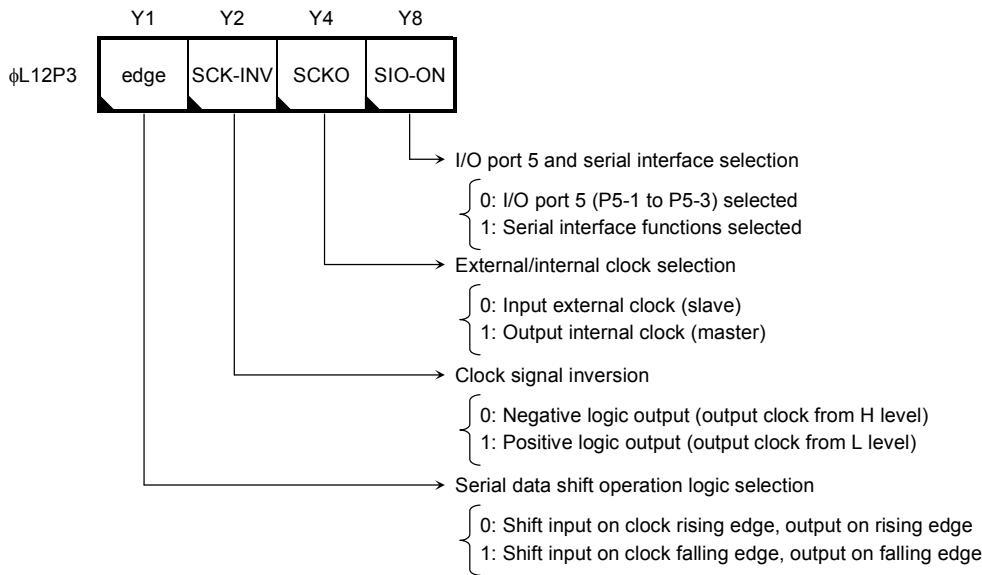 Y1 Y2 Y4 Y8
ϕL12P3 edge SCK-INV SCKO SIO-ON
I/O port 5 and serial interface selection
0: I/O port 5 (P5-1 to P5-3) selected
1: Serial interface functions selected
External/internal clock selection
0: Input external clock (slave)
1: Output internal clock (master)
Clock signal inversion
0: Negative logic output (output clock from H level)
1: Positive logic output (output clock from L level)
Serial data shift operation logic selection
0: Shift input on clock rising edge, output on rising edge
1: Shift input on clock falling edge, output on falling edge